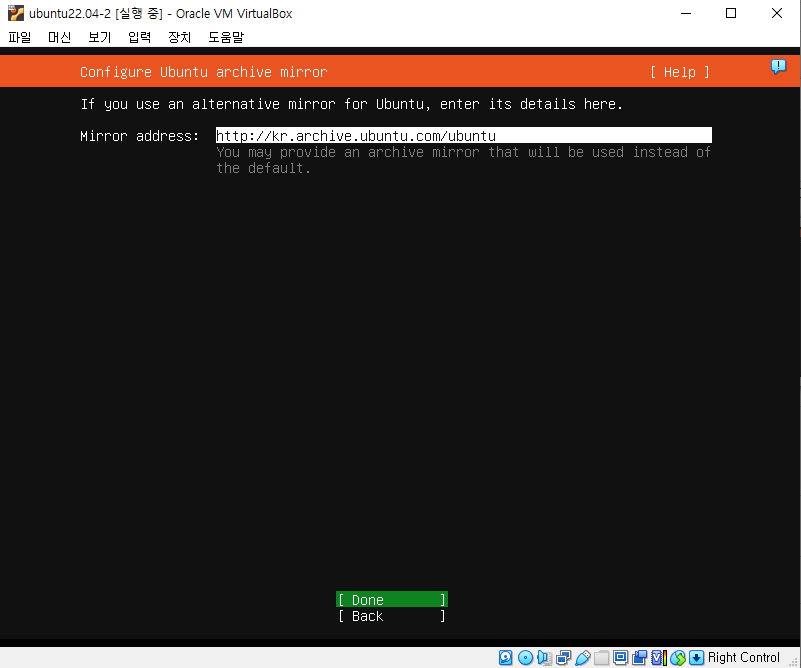 ubuntu22.04-2 [실행 중] - Oracle VM VirtualBox
파일 머신 보기 입력 장치 도움말
Configure Ubuntu archive mirror [ Help ]
If you use an alternative mirror for Ubuntu, enter its details here.
Mirror address: http://kr.archive.ubuntu.com/ubuntu
You may provide an archive mirror that will be used instead of
the default.
[ Done ]
[ Back ]
Right Control